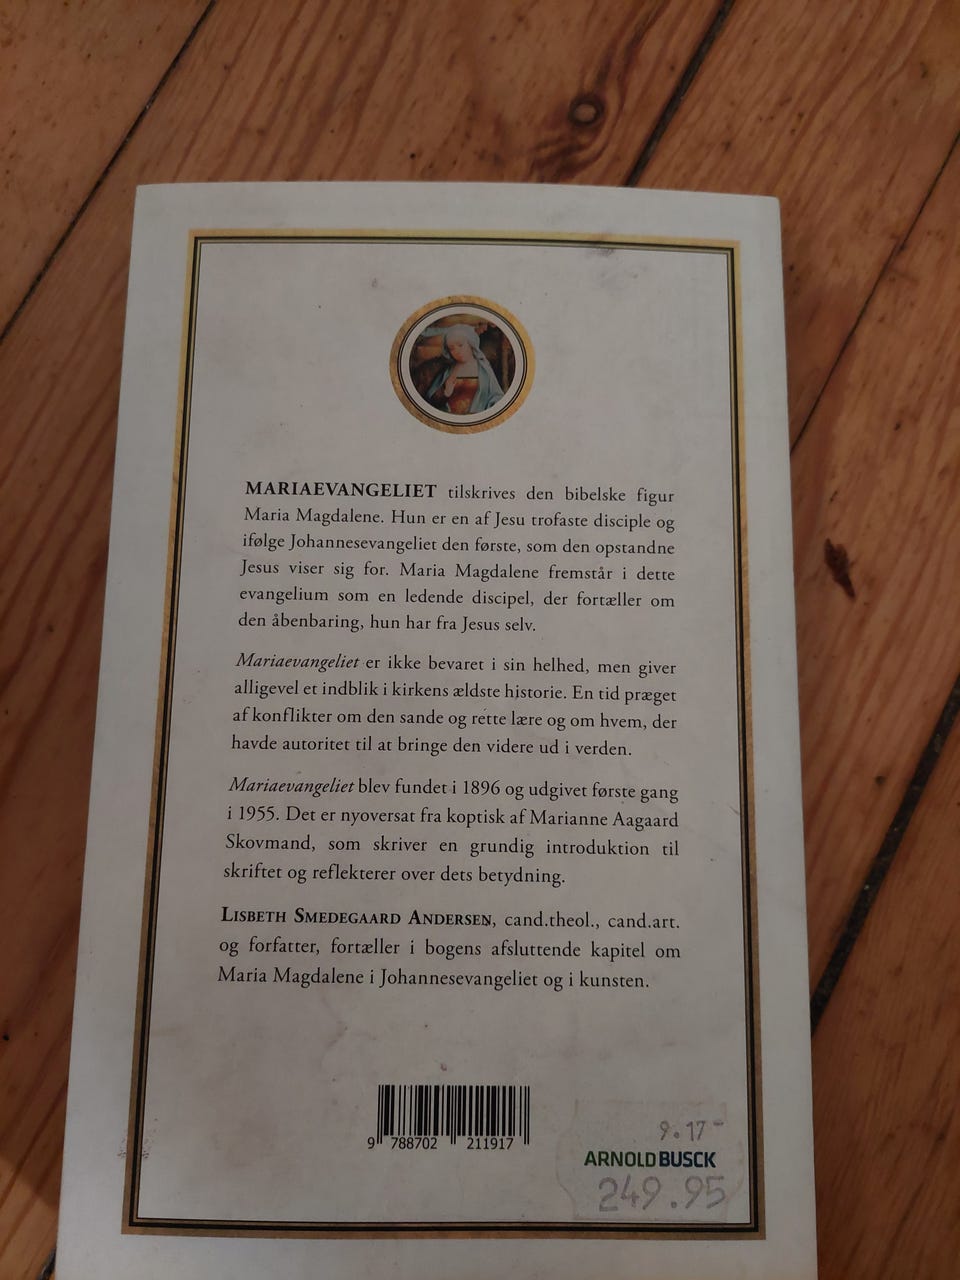 MARIAEVANGELIET tilskrives den bibelske figur
Maria Magdalene. Hun er en af Jesu trofaste disciple og
ifølge Johannesevangeliet den første, som den opstandne
Jesus viser sig for. Maria Magdalene fremstår i dette
evangelium som en ledende discipel, der fortæller om
den åbenbaring, hun har fra Jesus selv.
Mariaevangeliet er ikke bevaret i sin helhed, men giver
alligevel et indblik i kirkens ældste historie. En tid præget
af konflikter om den sande og rette lære og om hvem, der
havde autoritet til at bringe den videre ud i verden.
Mariaevangeliet blev fundet i 1896 og udgivet første gang
i 1955. Det er nyoversat fra koptisk af Marianne Aagaard
Skovmand, som skriver en grundig introduktion til
skriftet og reflekterer over dets betydning.
LISBETH SMEDEGAARD ANDERSEN, cand.theol., cand.art.
og forfatter, fortæller i bogens afsluttende kapitel om
Maria Magdalene i Johannesevangeliet og i kunsten.
9 788702 211917
9.17-
ARNOLD BUSCK
249.95